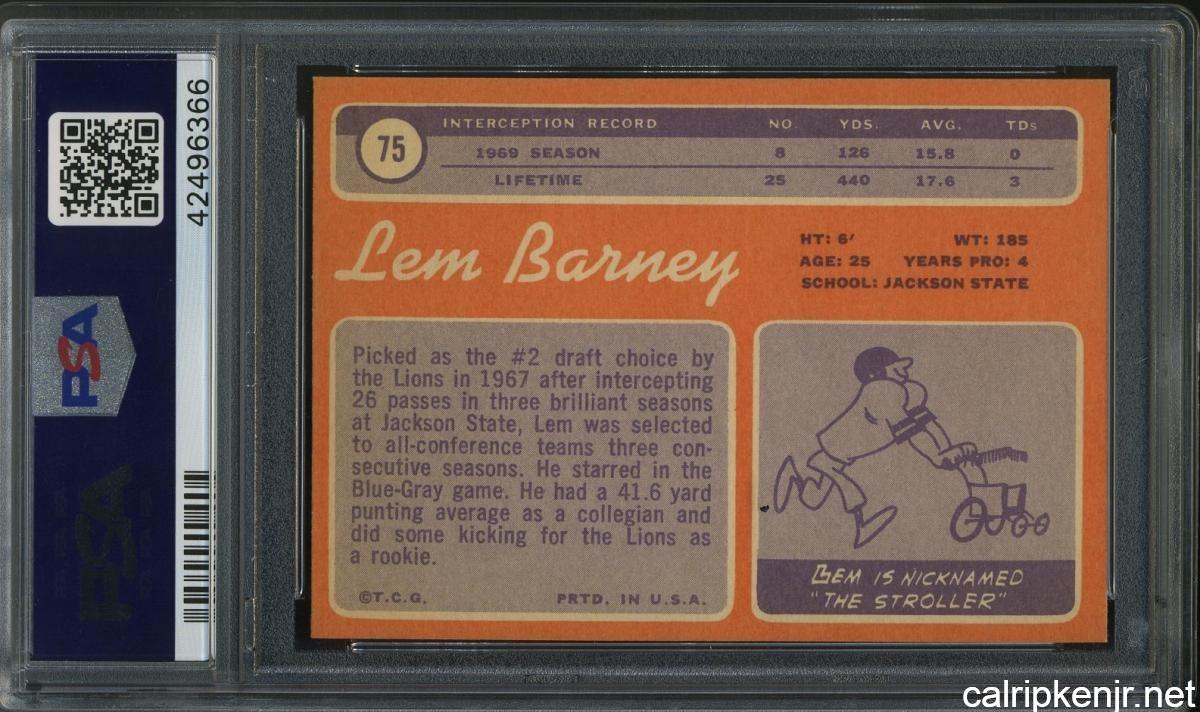 42496366
PSA
PSA
75
INTERCEPTION RECORD NO. YDS. AVG. TDs
1969 SEASON 8 126 15.8 0
LIFETIME 25 440 17.6 3
Lem Barney
HT: 6' WT: 185
AGE: 25 YEARS PRO: 4
SCHOOL: JACKSON STATE
Picked as the #2 draft choice by
the Lions in 1967 after intercepting
26 passes in three brilliant seasons
at Jackson State, Lem was selected
to all-conference teams three con-
secutive seasons. He starred in the
Blue-Gray game. He had a 41.6 yard
punting average as a collegian and
did some kicking for the Lions as
a rookie.
©T.C.G. PRTD. IN U.S.A.
LEM IS NICKNAMED
"THE STROLLER"
calripkenjr.net